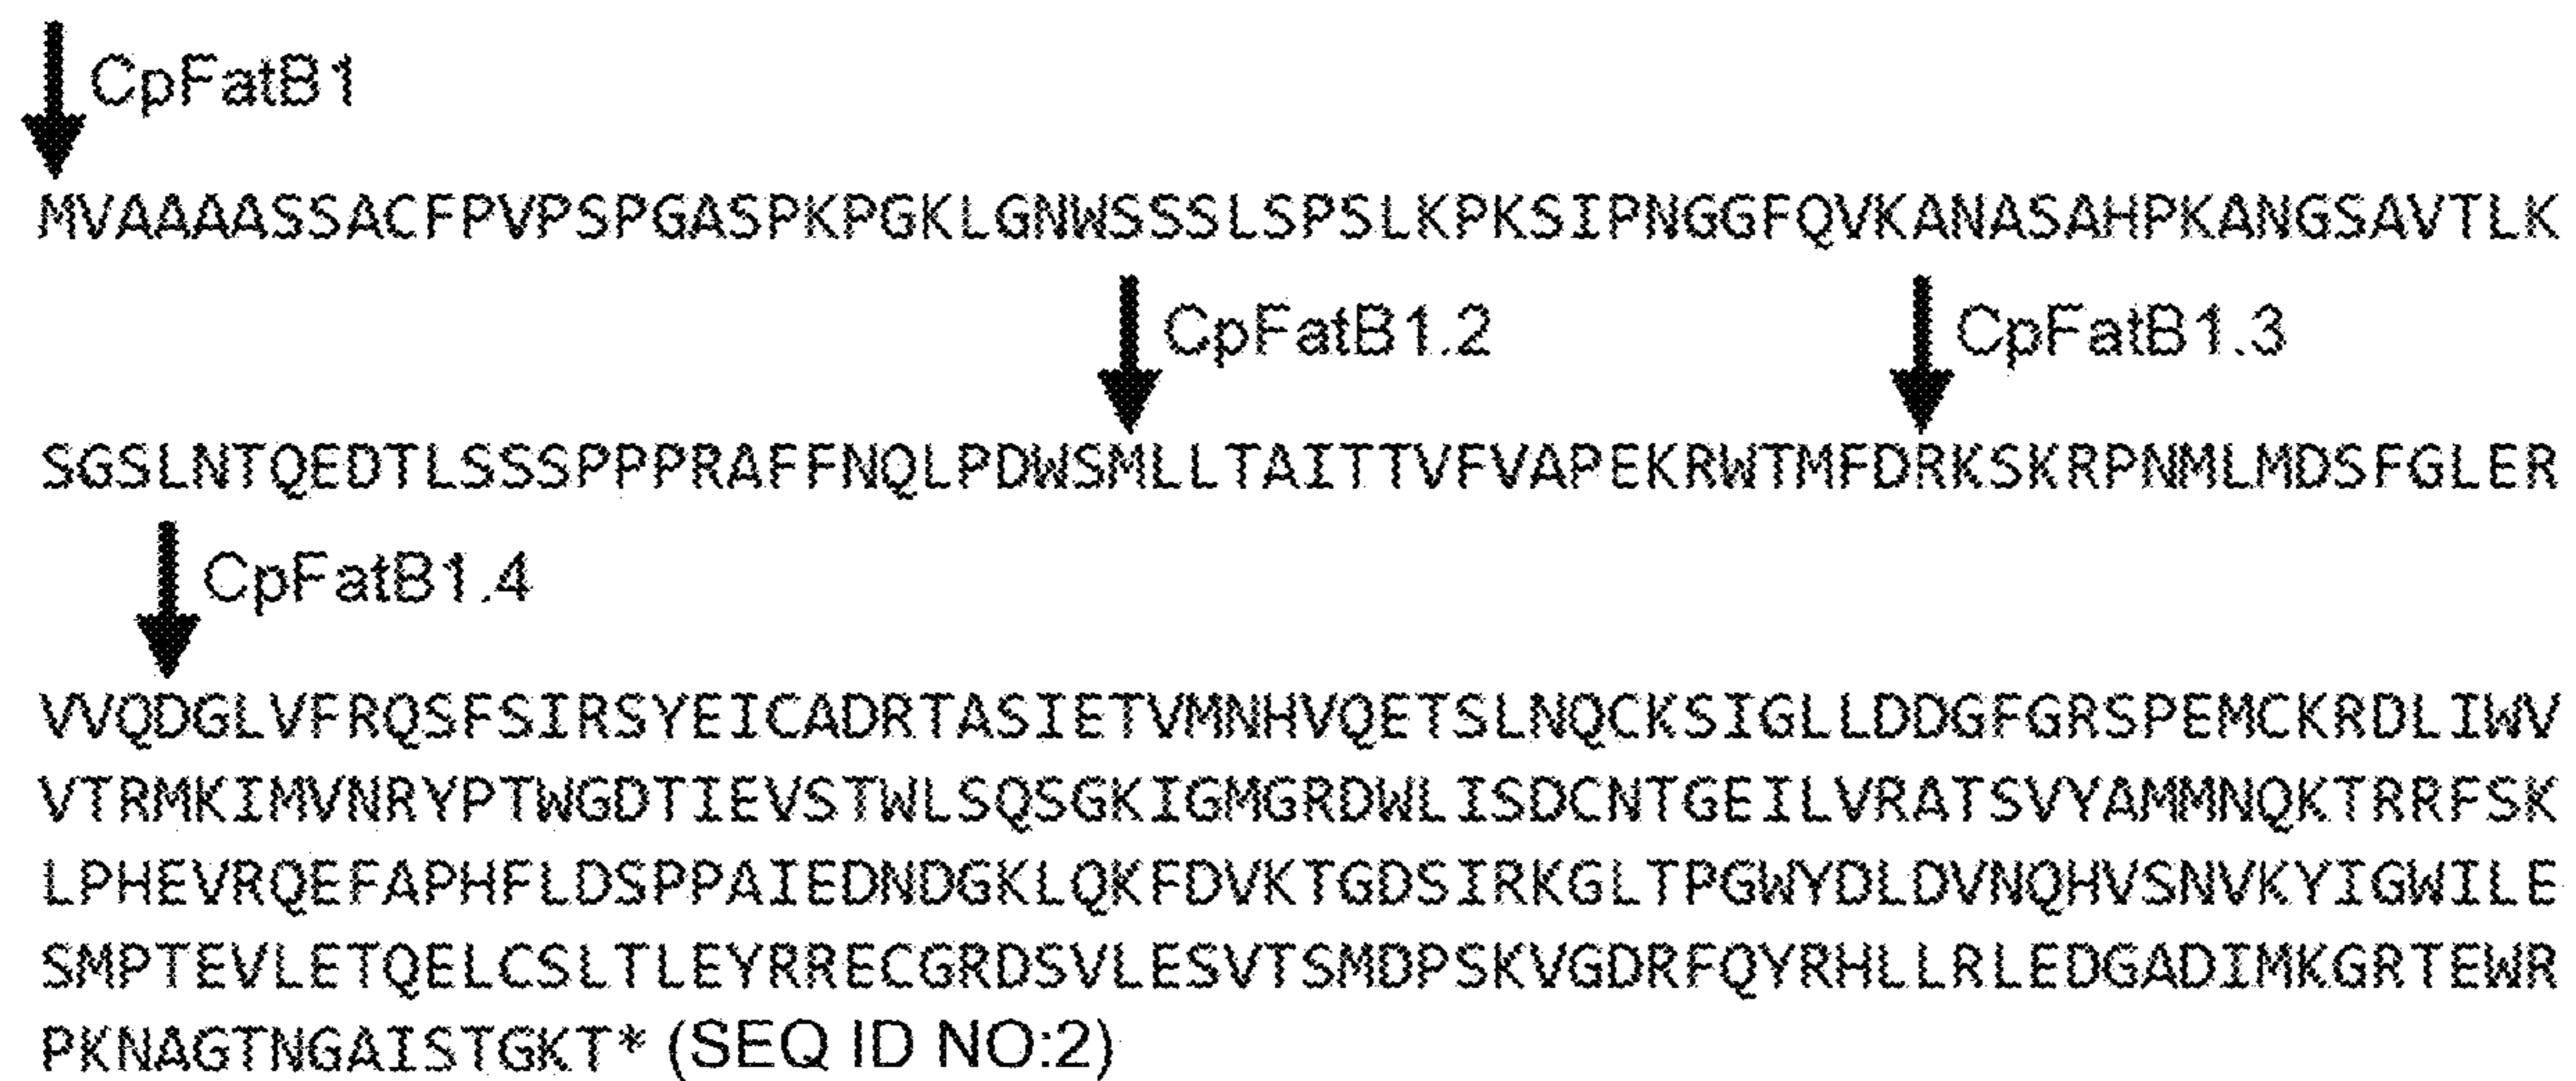 CpFatB1
MVAAAASSACFPVPSPGASPKPGKLGNWSSSLSPSLKPKSIPNGGFQVKANASAHPKANGSAVTLK
CpFatB1.2 CpFatB1.3
SGSLNTQEDTLSSSPPPRAFFNQLPDWSMLLTAITTVFVAPEKRWTMFDRKSKRPNMLMDSFGLER
CpFatB1.4
VVQDGLVFRQSFSIRSYEICADRTASIETVMNHVQETSLNQCKSIGLLDDGFGRSPEMCKRDLIWV
VTRMKIMVNRYPTWGDTIEVSTWLSQSGKIGMGRDWLISDCNTGEILVRATSVYAMMNQKTRRFSK
LPHEVRQEFAPHFLDSPPAIEDNDGKLQKFDVKTGDSIRKGLTPGWYDLDVNQHVSNVKYIGWILE
SMPTEVLETQELCSLTLEYRRECGRDSVLESVTSMDPSKVGDRFQYRHLLRLEDGADIMKGRTEWR
PKNAGTNGAISTGKT* (SEQ ID NO:2)